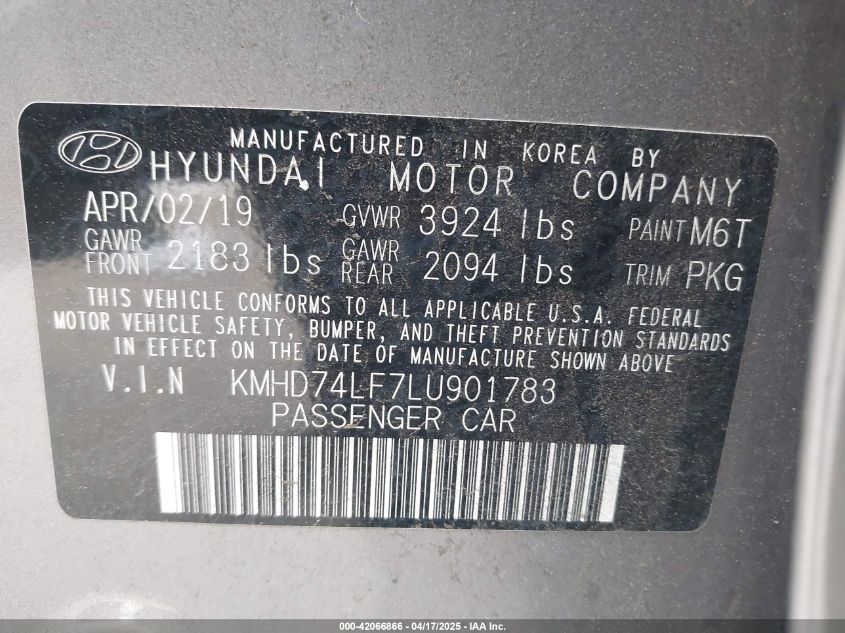 MANUFACTURED IN KOREA BY
HYUNDAI MOTOR COMPANY
APR/02/19 GVWR 3924 lbs PAINT M6T
GAWR FRONT 2183 lbs GAWR REAR 2094 lbs TRIM PKG
THIS VEHICLE CONFORMS TO ALL APPLICABLE U.S.A. FEDERAL
MOTOR VEHICLE SAFETY, BUMPER, AND THEFT PREVENTION STANDARDS
IN EFFECT ON THE DATE OF MANUFACTURE SHOWN ABOVE
V.I.N KMHD74LF7LU901783
PASSENGER CAR
000-42066866 - 04/17/2025 - IAA Inc.